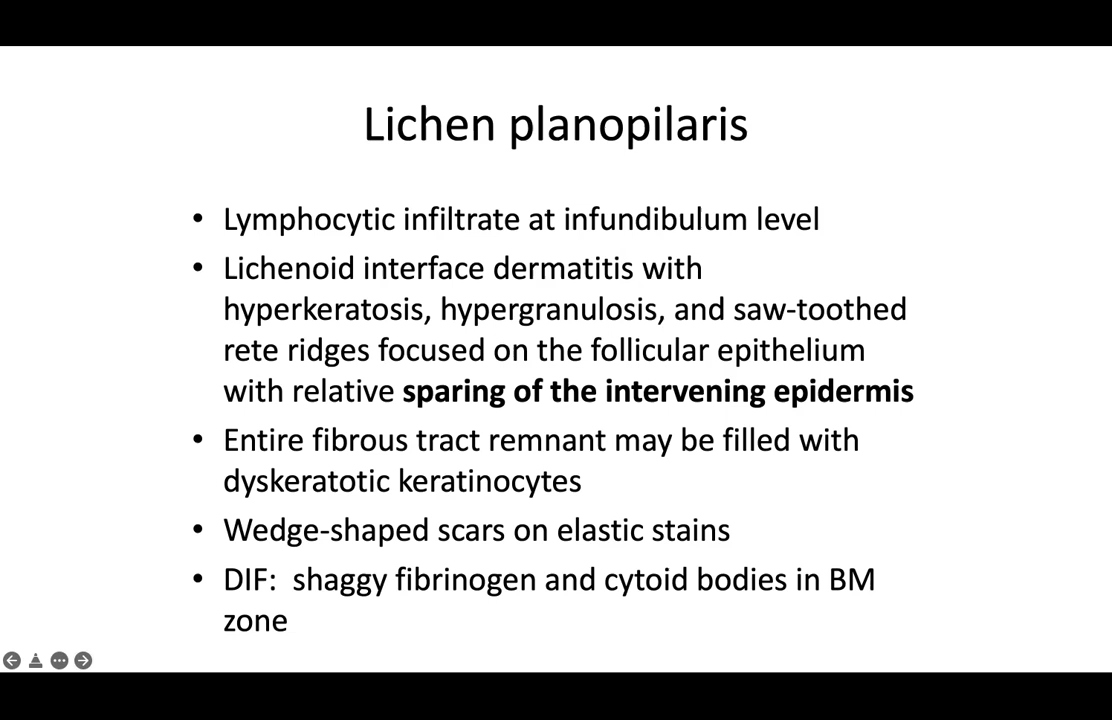 Lichen planopilaris
• Lymphocytic infiltrate at infundibulum level
• Lichenoid interface dermatitis with
hyperkeratosis, hypergranulosis, and saw-toothed
rete ridges focused on the follicular epithelium
with relative sparing of the intervening epidermis
• Entire fibrous tract remnant may be filled with
dyskeratotic keratinocytes
• Wedge-shaped scars on elastic stains
• DIF:  shaggy fibrinogen and cytoid bodies in BM
zone